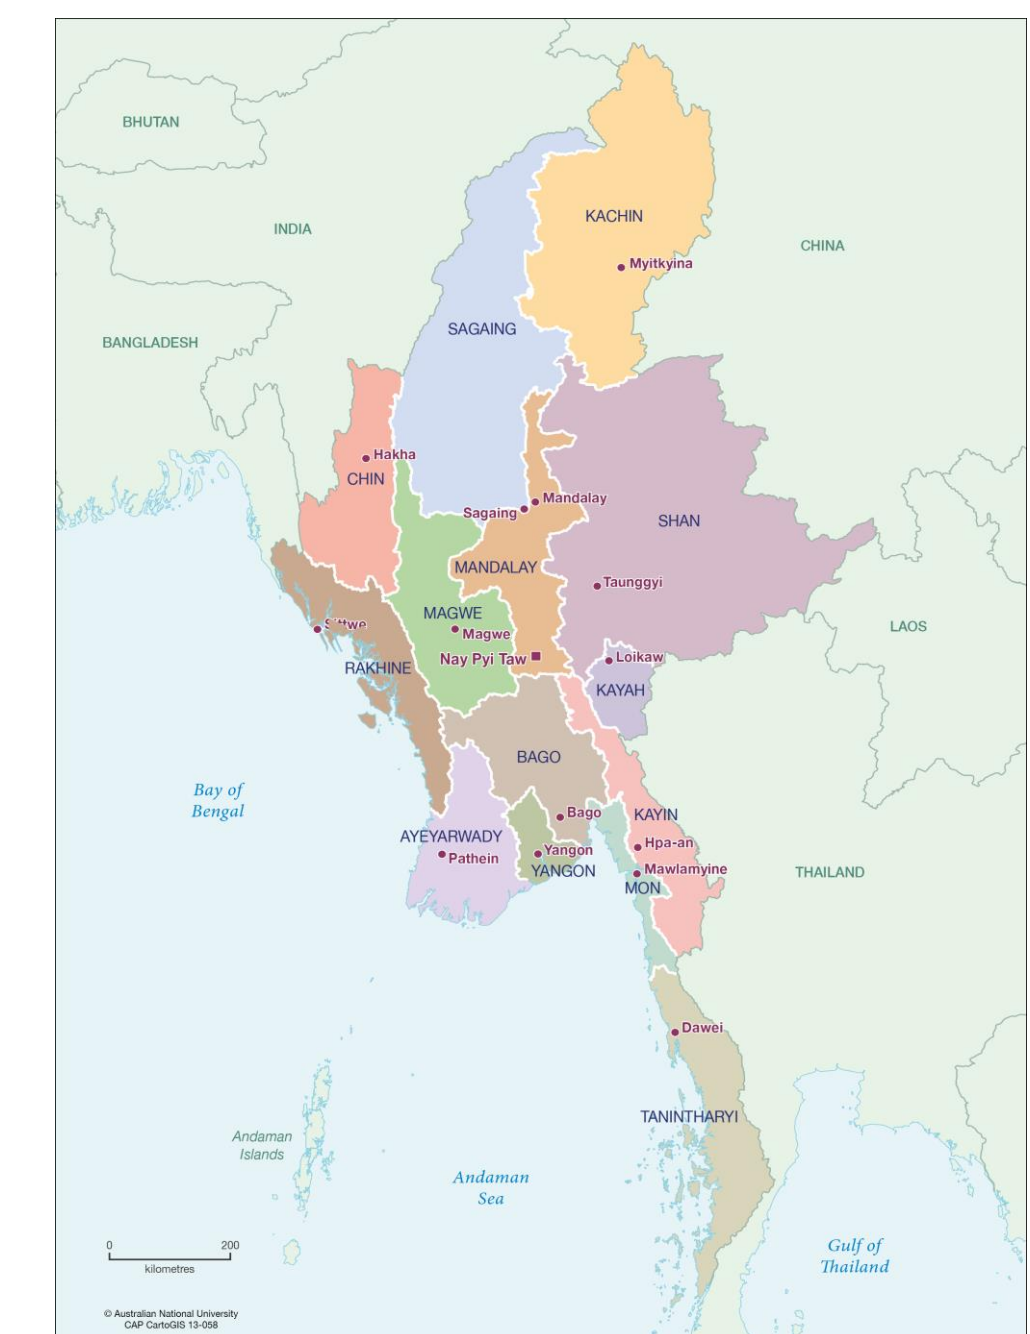 BHUTAN
INDIA
KACHIN
CHINA
Myitkyina
SAGAING
BANGLADESH
Hakha
CHIN
Mandalay
Sagaing
SHAN
MANDALAY
Taunggyi
MAGWE
Magwe
Sittwe
LAOS
Nay Pyi Taw
Loikaw
RAKHINE
KAYAH
BAGO
Bay of
Bengal
Bago
KAYIN
AYEYARWADY
Hpa-an
Yangon
Pathein
YANGON
Mawlamyine
THAILAND
MON
Dawei
TANINTHARYI
Andaman
Islands
Andaman
Sea
0 200
kilometres
Gulf of
Thailand
© Australian National University
CAP CartoGIS 13-058